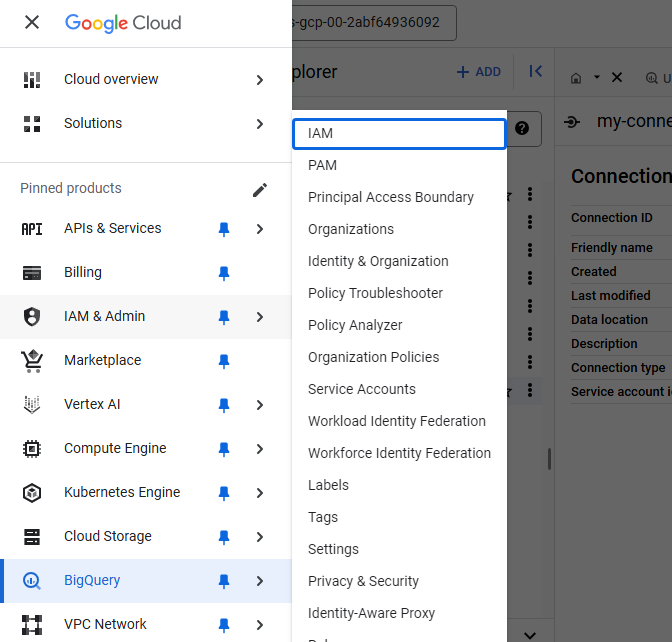 Google Cloud
s-gcp-00-2abf64936092
Cloud overview
Solutions
Pinned products
API APIs & Services
Billing
IAM & Admin
Marketplace
Vertex AI
Compute Engine
Kubernetes Engine
Cloud Storage
BigQuery
VPC Network
plorer
+ ADD
IAM
PAM
Principal Access Boundary
Organizations
Identity & Organization
Policy Troubleshooter
Policy Analyzer
Organization Policies
Service Accounts
Workload Identity Federation
Workforce Identity Federation
Labels
Tags
Settings
Privacy & Security
Identity-Aware Proxy
U
my-conne
Connection
Connection ID
Friendly name
Created
Last modified
Data location
Description
Connection type
Service account i